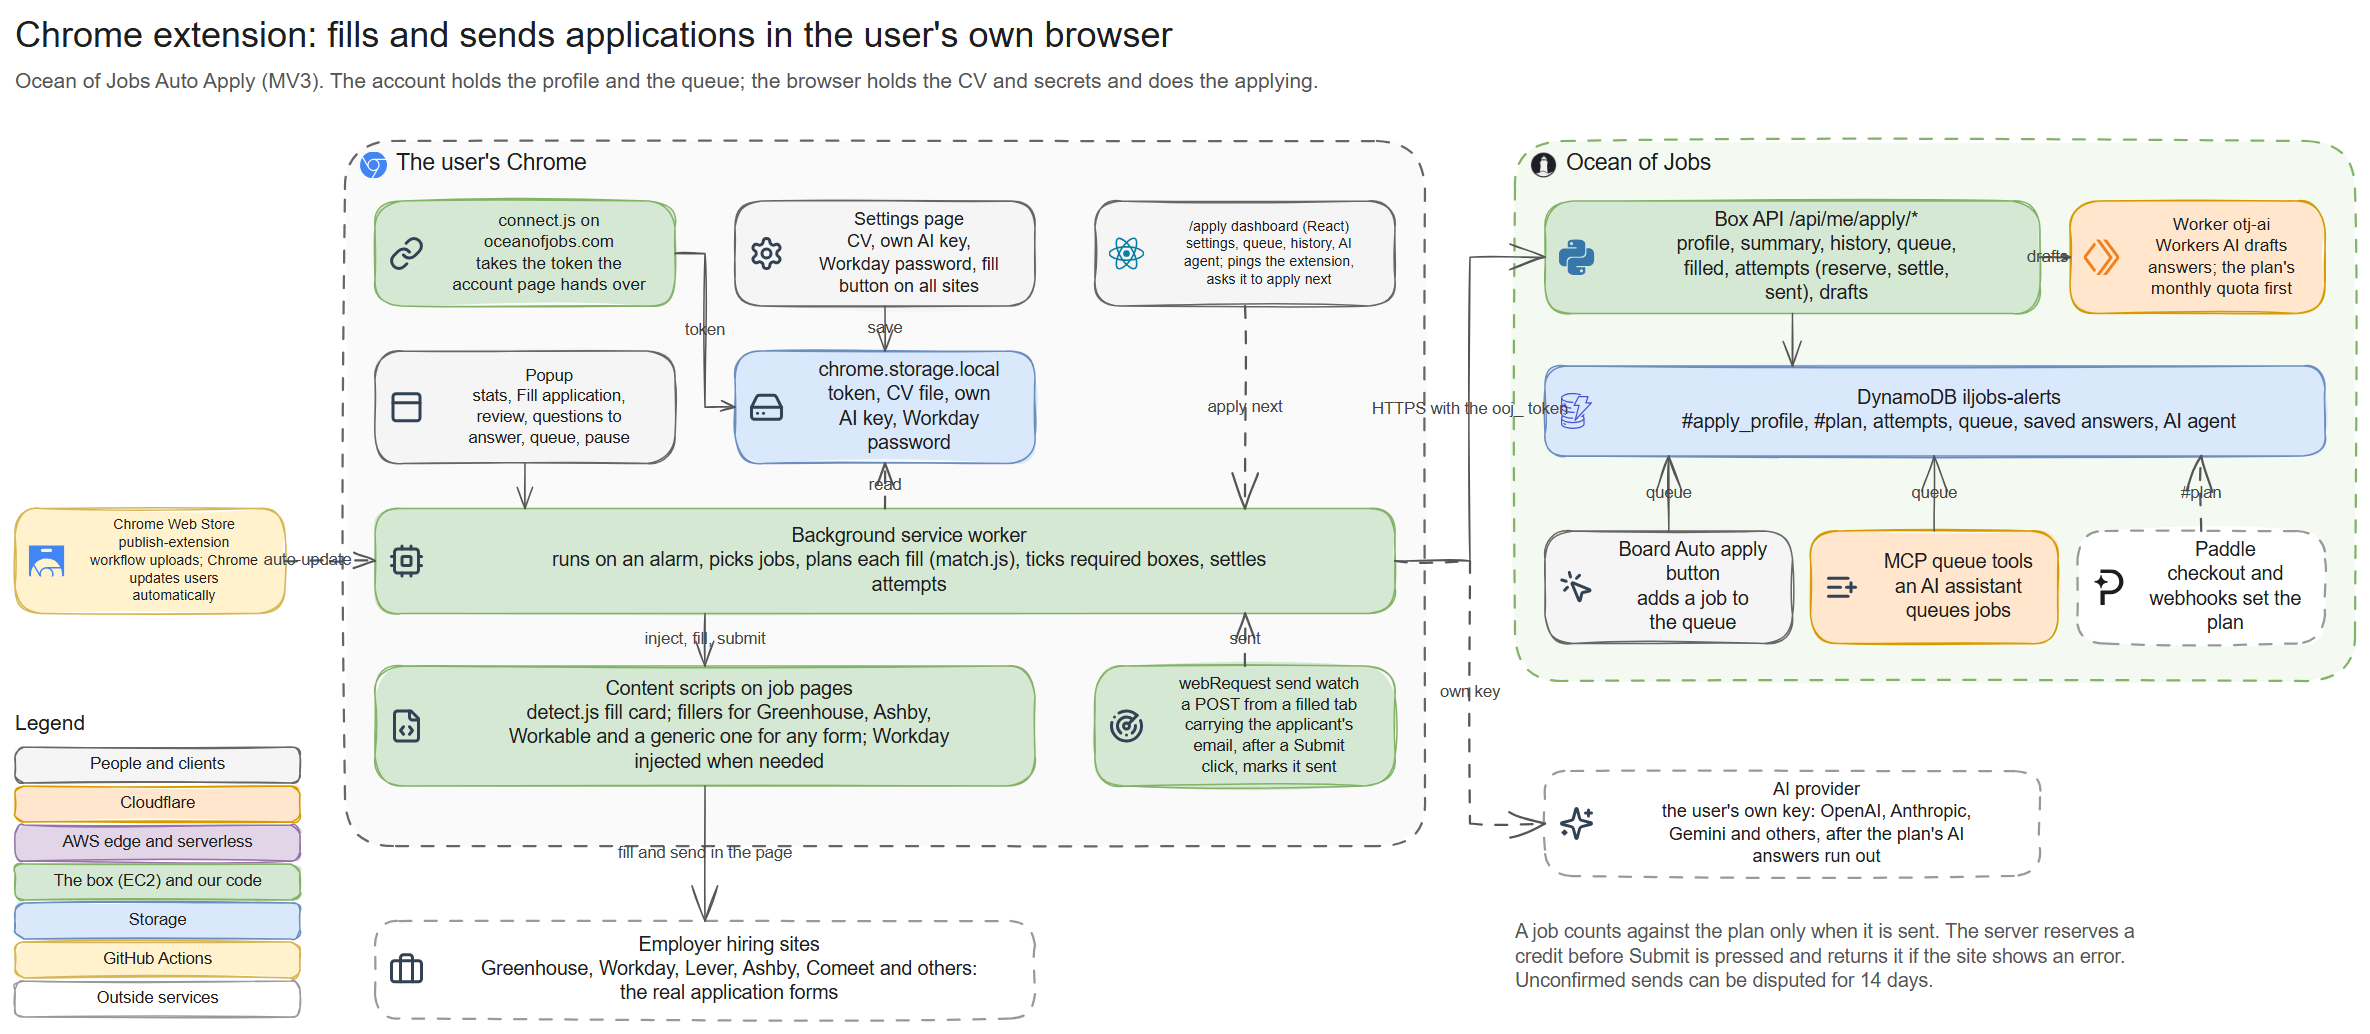 Chrome extension: fills and sends applications in the user's own browser
Ocean of Jobs Auto Apply (MV3). The account holds the profile and the queue; the browser holds the CV and secrets and does the applying.
The user's Chrome
connect.js on
oceanofjobs.com
takes the token the
account page hands over
Settings page
CV, own AI key,
Workday password, fill
button on all sites
/apply dashboard (React)
settings, queue, history, AI
agent; pings the extension,
asks it to apply next
token
save
Popup
stats, Fill application,
review, questions to
answer, queue, pause
chrome.storage.local
token, CV file, own
AI key, Workday
password
apply next
HTTPS with the ooj_ token
read
Chrome Web Store
publish-extension
workflow uploads; Chrome
updates users
automatically
auto-update
Background service worker
runs on an alarm, picks jobs, plans each fill (match.js), ticks required boxes, settles
attempts
inject, fill, submit
sent
Content scripts on job pages
detect.js fill card; fillers for Greenhouse, Ashby,
Workable and a generic one for any form; Workday
injected when needed
webRequest send watch
a POST from a filled tab
carrying the applicant's
email, after a Submit
click, marks it sent
own key
fill and send in the page
Employer hiring sites
Greenhouse, Workday, Lever, Ashby, Comeet and others:
the real application forms
Ocean of Jobs
Box API /api/me/apply/*
profile, summary, history, queue,
filled, attempts (reserve, settle,
sent), drafts
drafts
Worker otj-ai
Workers AI drafts
answers; the plan's
monthly quota first
DynamoDB iljobs-alerts
#apply_profile, #plan, attempts, queue, saved answers, AI agent
queue
queue
#plan
Board Auto apply
button
adds a job to
the queue
MCP queue tools
an AI assistant
queues jobs
Paddle
checkout and
webhooks set the
plan
AI provider
the user's own key: OpenAI, Anthropic,
Gemini and others, after the plan's AI
answers run out
A job counts against the plan only when it is sent. The server reserves a
credit before Submit is pressed and returns it if the site shows an error.
Unconfirmed sends can be disputed for 14 days.
Legend
People and clients
Cloudflare
AWS edge and serverless
The box (EC2) and our code
Storage
GitHub Actions
Outside services